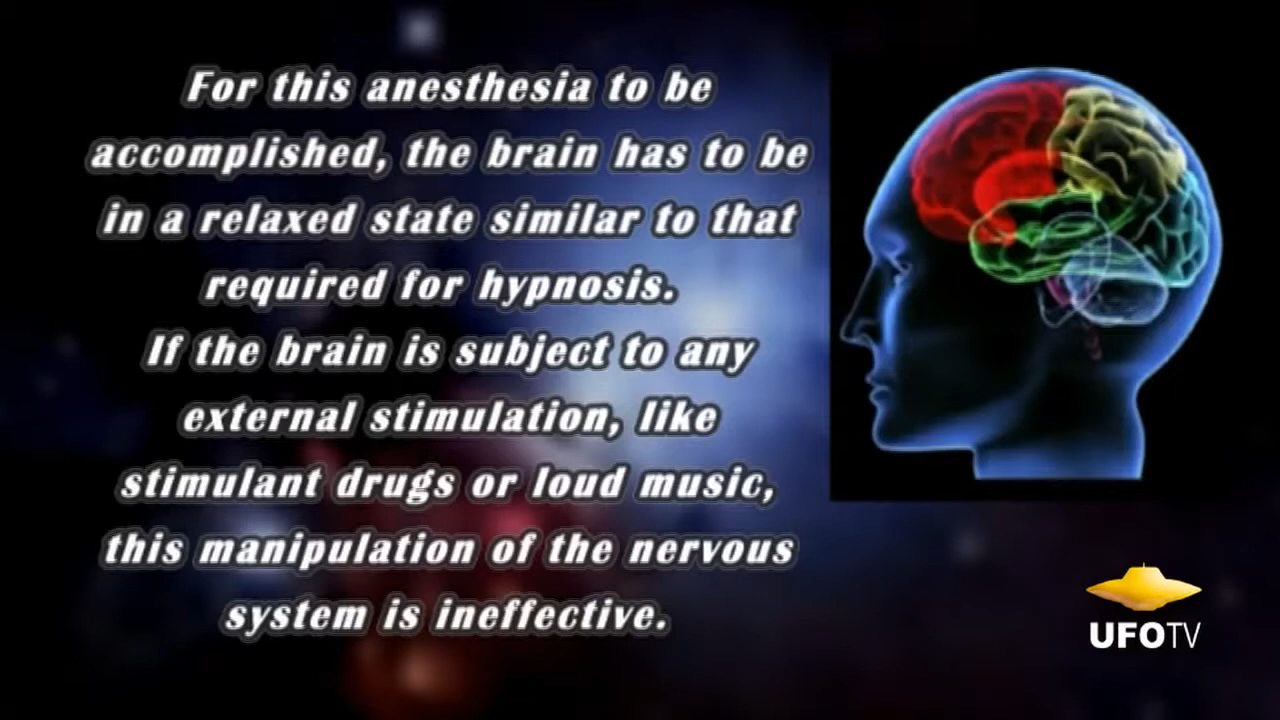 For this anesthesia to be
accomplished, the brain has to be
in a relaxed state similar to that
required for hypnosis.
If the brain is subject to any
external stimulation, like
stimulant drugs or loud music,
this manipulation of the nervous
system is ineffective.
UFOTV